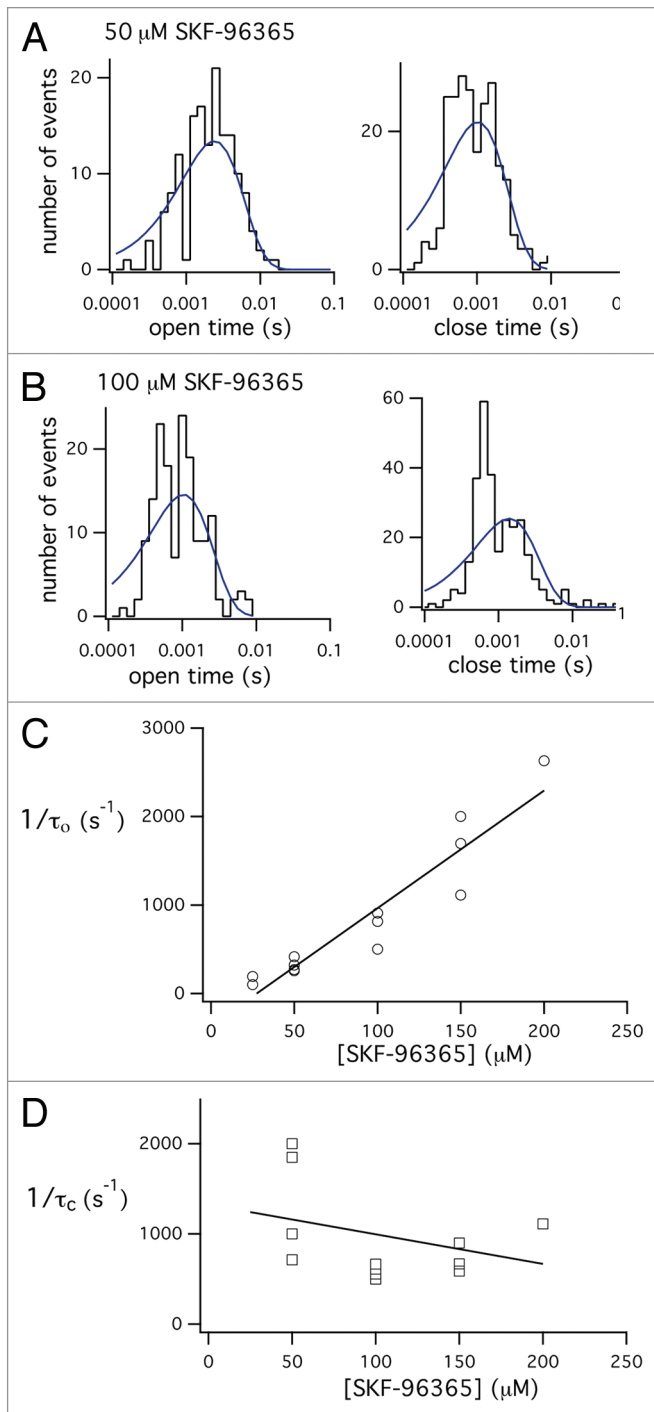 A
50 μM SKF-96365
number of events
20
10
0
0.0001 0.001 0.01 0.1
open time (s)
20
0
0.0001 0.001 0.01 0
close time (s)
B
100 μM SKF-96365
number of events
20
10
0
0.0001 0.001 0.01 0.1
open time (s)
60
40
20
0
0.0001 0.001 0.01 1
close time (s)
C
1/τo (s-1)
3000
2000
1000
0
0 50 100 150 200 250
[SKF-96365] (μM)
D
1/τc (s-1)
2000
1000
0
0 50 100 150 200 250
[SKF-96365] (μM)